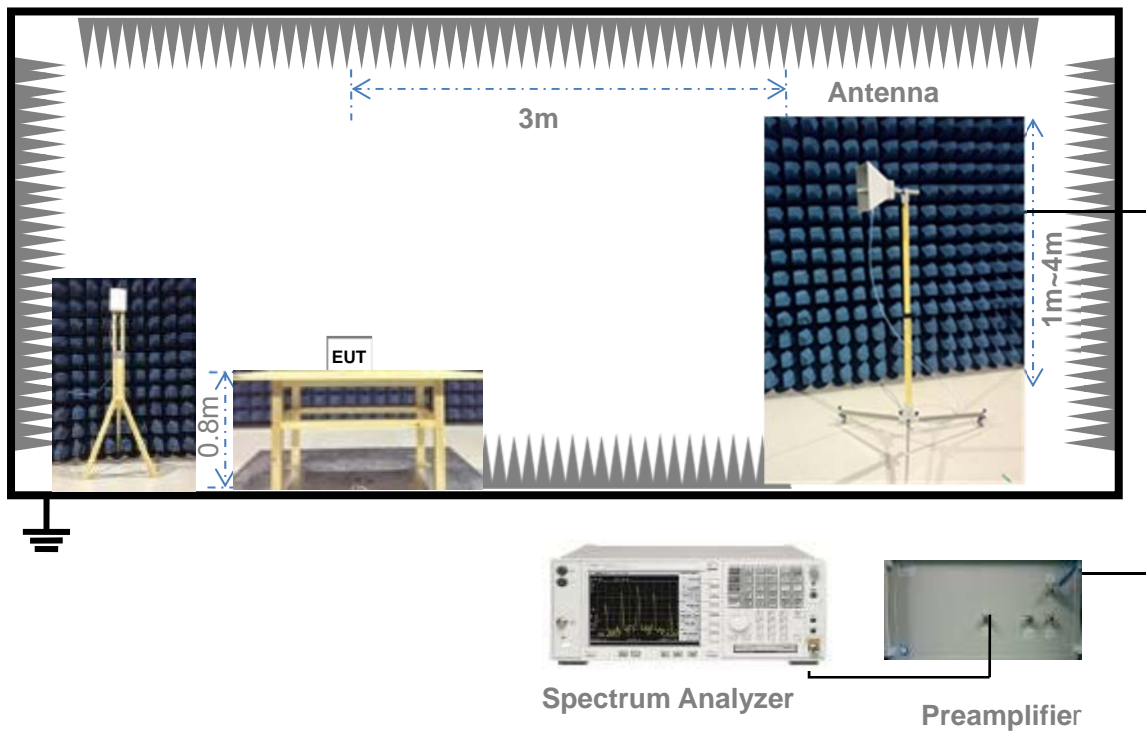 Antenna
3m
1m~4m
EUT
0.8m
Spectrum Analyzer
Preamplifier